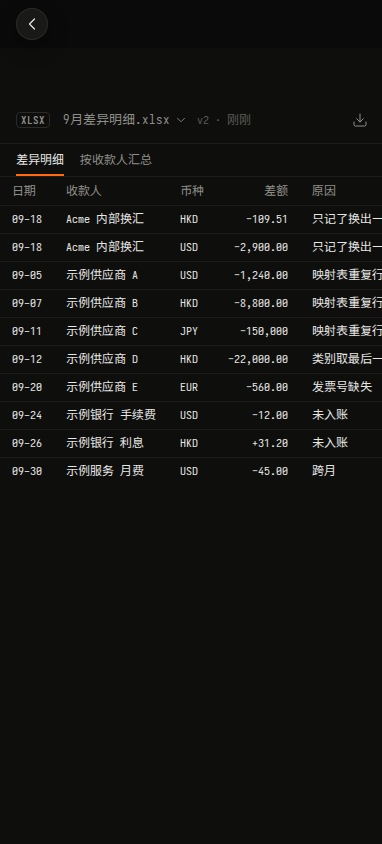 XLSX 9月差异明细.xlsx v2 · 刚刚
差异明细 按收款人汇总
日期 收款人 币种 差额 原因
09-18 Acme 内部换汇 HKD -109.51 只记了换出一
09-18 Acme 内部换汇 USD -2,900.00 只记了换出一
09-05 示例供应商 A USD -1,240.00 映射表重复行
09-07 示例供应商 B HKD -8,800.00 映射表重复行
09-11 示例供应商 C JPY -150,000 映射表重复行
09-12 示例供应商 D HKD -22,000.00 类别取最后一
09-20 示例供应商 E EUR -560.00 发票号缺失
09-24 示例银行 手续费 USD -12.00 未入账
09-26 示例银行 利息 HKD +31.20 未入账
09-30 示例服务 月费 USD -45.00 跨月